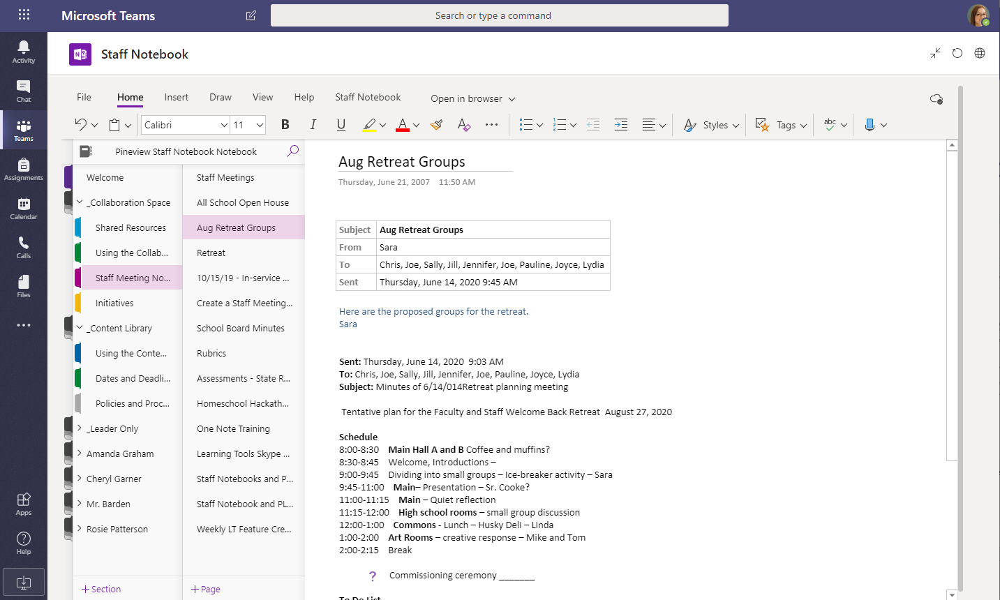 Microsoft Teams
Search or type a command
Activity
Chat
Teams
Assignments
Calendar
Calls
Files
Apps
Help
Staff Notebook
File Home Insert Draw View Help Staff Notebook Open in browser
Calibri 11 B I U A A Styles Tags abc
Pineview Staff Notebook Notebook
Welcome
_Collaboration Space
Shared Resources
Using the Collab...
Staff Meeting No...
Initiatives
_Content Library
Using the Conte...
Dates and Deadli...
Policies and Proc...
_Leader Only
Amanda Graham
Cheryl Garner
Mr. Barden
Rosie Patterson
+ Section
Staff Meetings
All School Open House
Aug Retreat Groups
Retreat
10/15/19 - In-service ...
Create a Staff Meeting...
School Board Minutes
Rubrics
Assessments - State R...
Homeschool Hackath...
One Note Training
Learning Tools Skype ...
Staff Notebooks and P...
Staff Notebook and PL...
Weekly LT Feature Cre...
+ Page
Aug Retreat Groups
Thursday, June 21, 2007 11:50 AM
Subject Aug Retreat Groups
From Sara
To Chris, Joe, Sally, Jill, Jennifer, Joe, Pauline, Joyce, Lydia
Sent Thursday, June 14, 2020 9:45 AM
Here are the proposed groups for the retreat.
Sara
Sent: Thursday, June 14, 2020 9:03 AM
To: Chris, Joe, Sally, Jill, Jennifer, Joe, Pauline, Joyce, Lydia
Subject: Minutes of 6/14/014Retreat planning meeting
Tentative plan for the Faculty and Staff Welcome Back Retreat August 27, 2020
Schedule
8:00-8:30 Main Hall A and B Coffee and muffins?
8:30-8:45 Welcome, Introductions –
9:00-9:45 Dividing into small groups – Ice-breaker activity – Sara
9:45-11:00 Main– Presentation – Sr. Cooke?
11:00-11:15 Main – Quiet reflection
11:15-12:00 High school rooms – small group discussion
12:00-1:00 Commons - Lunch – Husky Deli – Linda
1:00-2:00 Art Rooms – creative response – Mike and Tom
2:00-2:15 Break
? Commissioning ceremony _______
To Do List